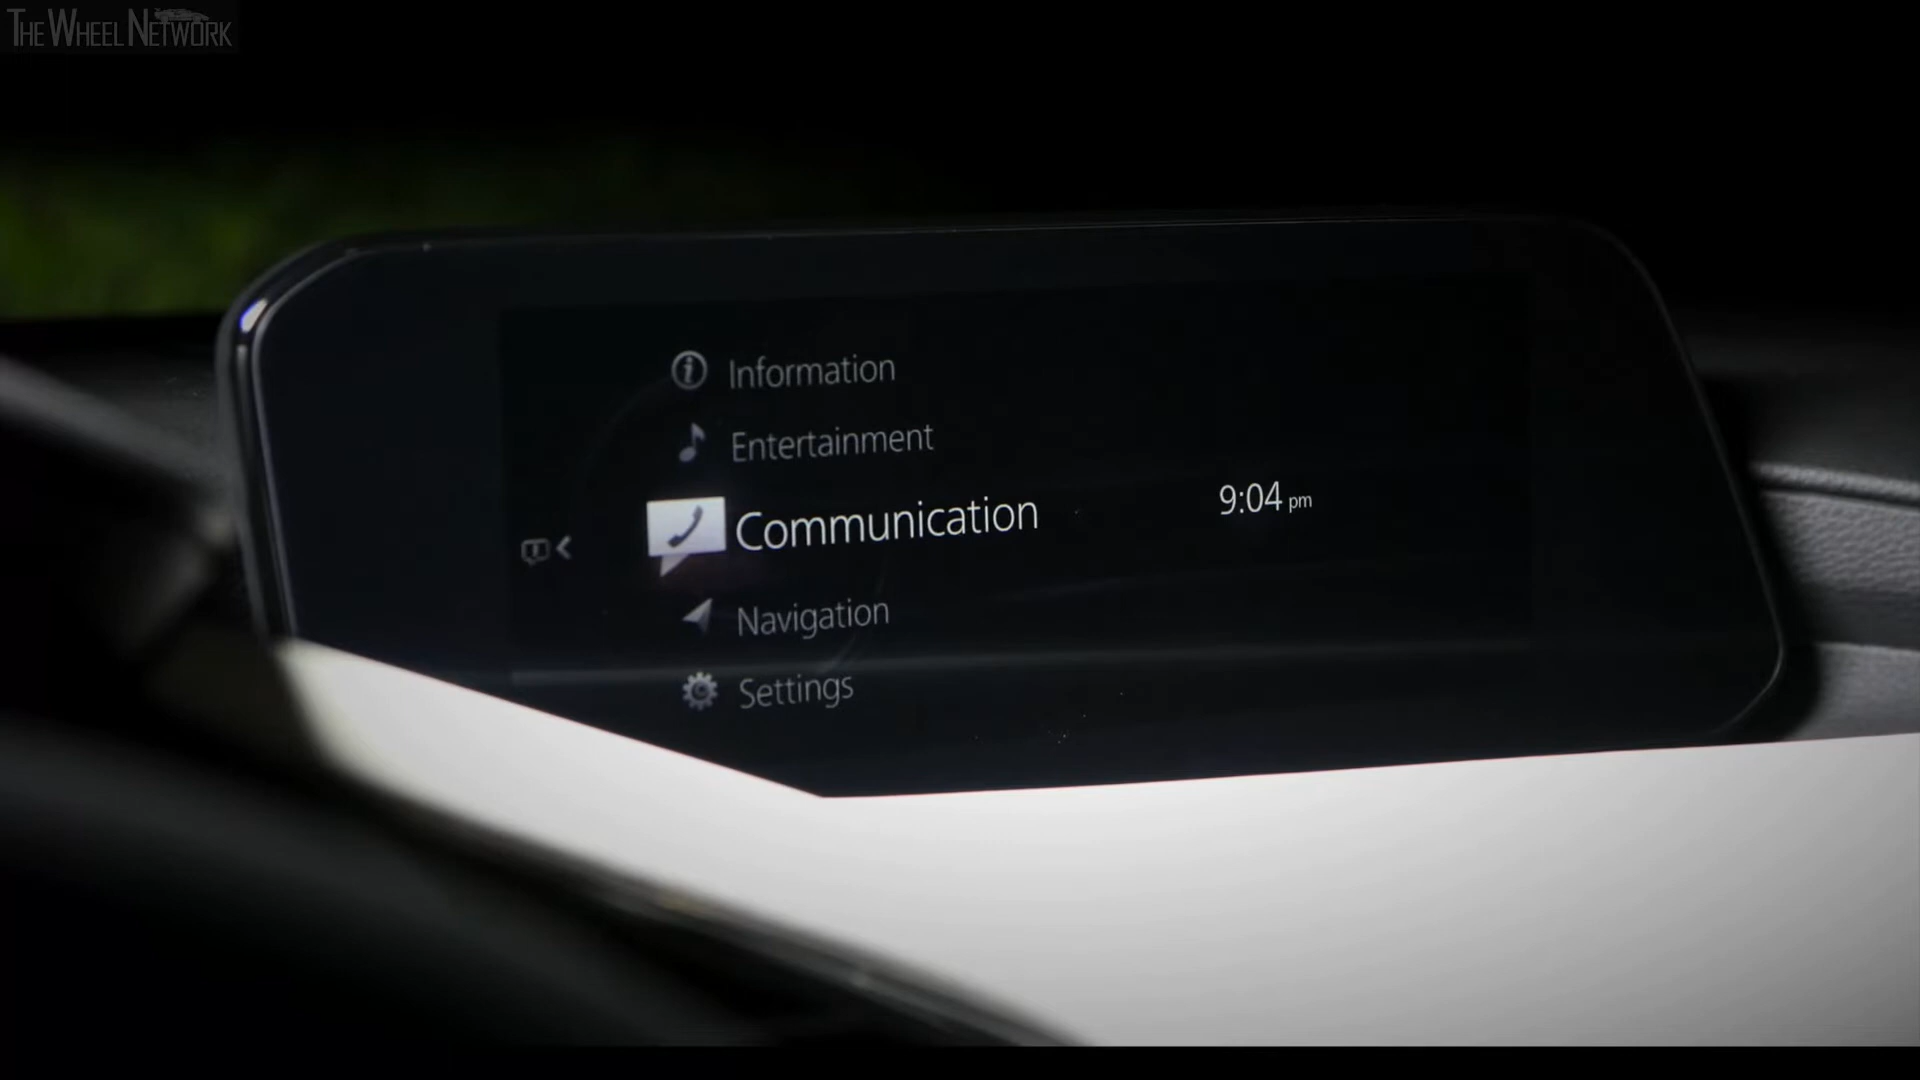 THE WHEEL NETWORK
Information
Entertainment
Communication
9:04 pm
Navigation
Settings